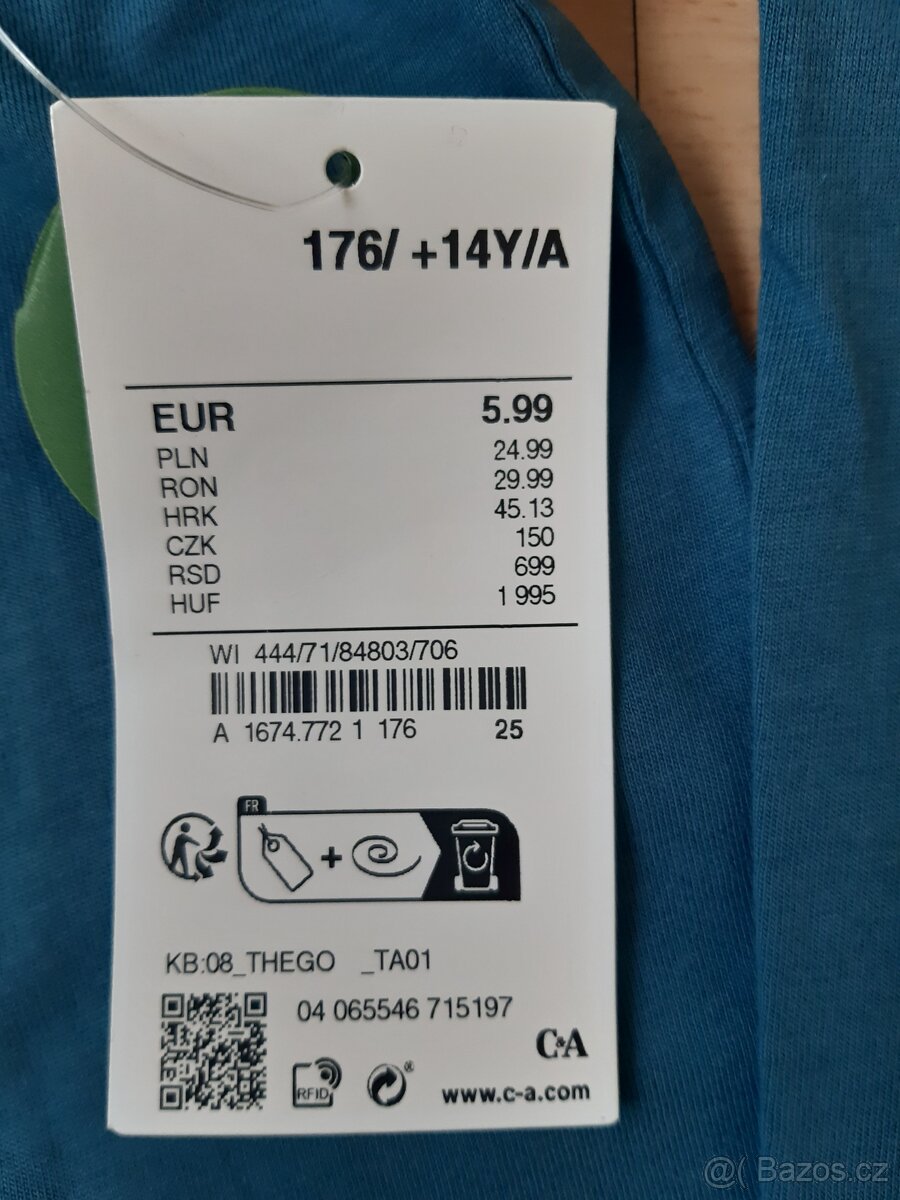 176/ +14Y/A
EUR 5.99
PLN 24.99
RON 29.99
HRK 45.13
CZK 150
RSD 699
HUF 1 995
WI 444/71/84803/706
A 1674.772 1 176 25
FR
+
KB:08_THEGO _TA01
04 065546 715197
C&A
RFID
®
www.c-a.com
@( Bazos.cz